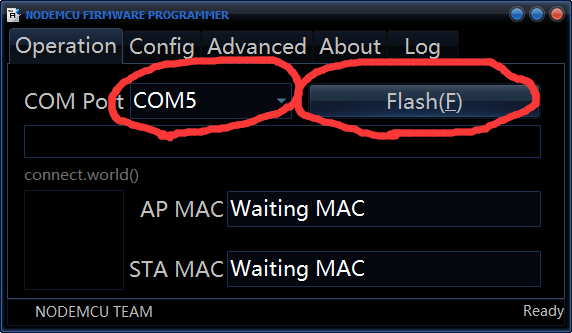 NODEMCU FIRMWARE PROGRAMMER
Operation Config Advanced About Log
COM Port COM5 Flash(F)
connect.world()
AP MAC Waiting MAC
STA MAC Waiting MAC
NODEMCU TEAM Ready